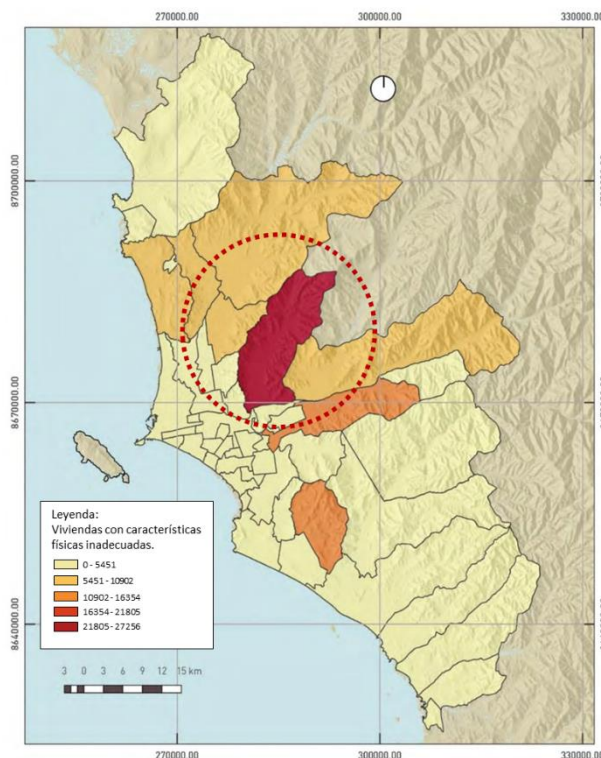 270000.00 300000.00 330000.00
8700000.00
8670000.00
8640000.00
Leyenda:
Viviendas con características
físicas inadecuadas.
0 - 5451
5451 - 10902
10902 - 16354
16354 - 21805
21805 - 27256
3 0 3 6 9 12 15 km
270000.00 300000.00 330000.00